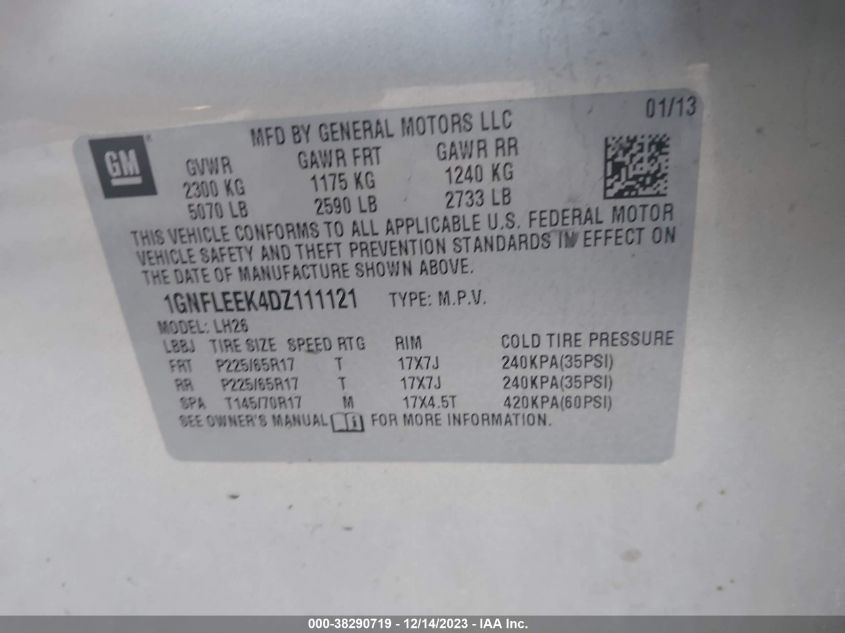 01/13
MFD BY GENERAL MOTORS LLC
GM
GVWR GAWR FRT GAWR RR
2300 KG 1175 KG 1240 KG
5070 LB 2590 LB 2733 LB
THIS VEHICLE CONFORMS TO ALL APPLICABLE U.S. FEDERAL MOTOR
VEHICLE SAFETY AND THEFT PREVENTION STANDARDS IN EFFECT ON
THE DATE OF MANUFACTURE SHOWN ABOVE.
1GNFLEEK4DZ111121 TYPE: M.P.V.
MODEL: LH26
LBBJ TIRE SIZE SPEED RTG RIM COLD TIRE PRESSURE
FRT P225/65R17 T 17X7J 240KPA(35PSI)
RR P225/65R17 T 17X7J 240KPA(35PSI)
SPA T145/70R17 M 17X4.5T 420KPA(60PSI)
SEE OWNER'S MANUAL FOR MORE INFORMATION.
000-38290719 - 12/14/2023 - IAA Inc.